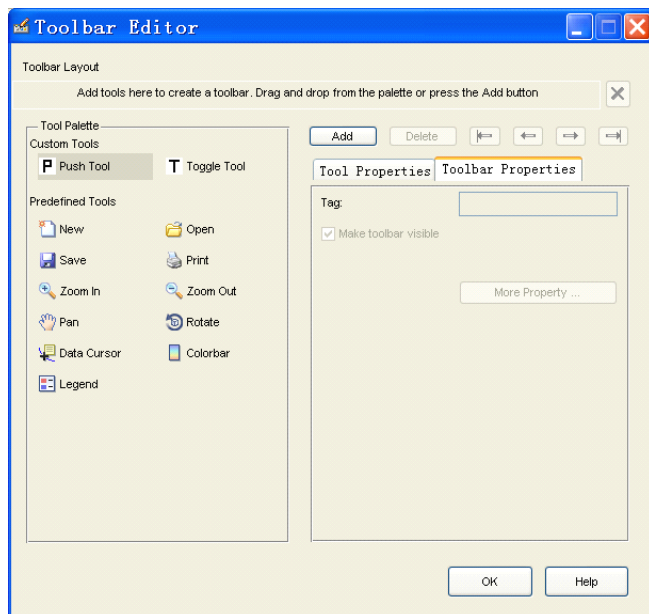 Toolbar Editor
Toolbar Layout
Add tools here to create a toolbar. Drag and drop from the palette or press the Add button
Tool Palette
Custom Tools
P Push Tool
T Toggle Tool
Predefined Tools
New
Open
Save
Print
Zoom In
Zoom Out
Pan
Rotate
Data Cursor
Colorbar
Legend
Add
Delete
Tool Properties
Toolbar Properties
Tag:
Make toolbar visible
More Property ...
OK
Help